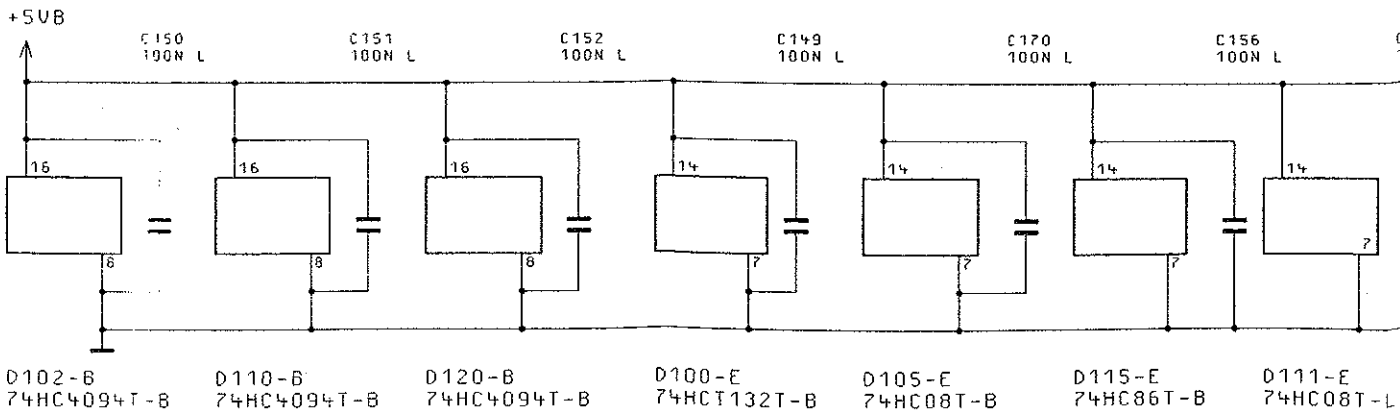 +5VB
C150 C151 C152 C149 C170 C156
100N L 100N L 100N L 100N L 100N L 100N L
16 16 16 14 14 14 14
8 8 8 7 7 7 7
D102-B D110-B D120-B D100-E D105-E D115-E D111-E
74HC4094T-B 74HC4094T-B 74HC4094T-B 74HCT132T-B 74HC08T-B 74HC86T-B 74HC08T-L